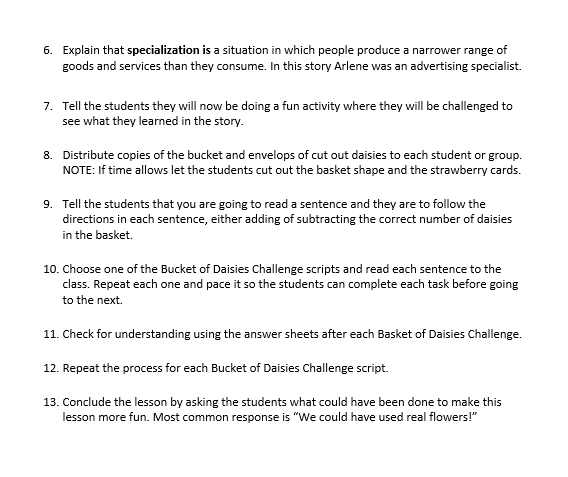 6. Explain that specialization is a situation in which people produce a narrower range of
goods and services than they consume. In this story Arlene was an advertising specialist.
7. Tell the students they will now be doing a fun activity where they will be challenged to
see what they learned in the story.
8. Distribute copies of the bucket and envelops of cut out daisies to each student or group.
NOTE: If time allows let the students cut out the basket shape and the strawberry cards.
9. Tell the students that you are going to read a sentence and they are to follow the
directions in each sentence, either adding of subtracting the correct number of daisies
in the basket.
10. Choose one of the Bucket of Daisies Challenge scripts and read each sentence to the
class. Repeat each one and pace it so the students can complete each task before going
to the next.
11. Check for understanding using the answer sheets after each Basket of Daisies Challenge.
12. Repeat the process for each Bucket of Daisies Challenge script.
13. Conclude the lesson by asking the students what could have been done to make this
lesson more fun. Most common response is “We could have used real flowers!”